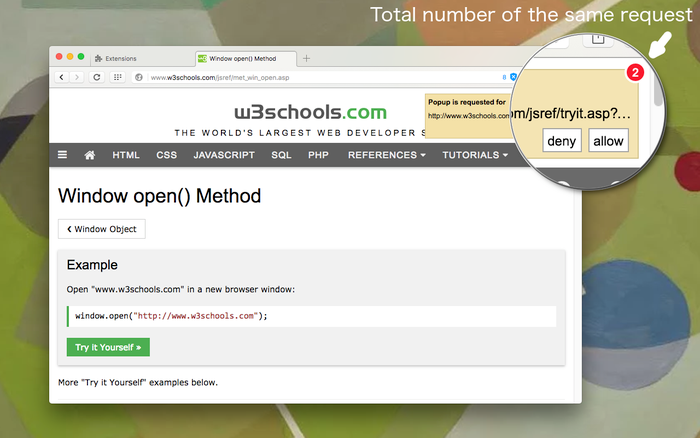 Total number of the same request
Extensions
Window open() Method
www.w3schools.com/jsref/met_win_open.asp
8
2
Popup is requested for
http://www.w3schools.com/jsref/tryit.asp?...
deny
allow
w3schools.com
THE WORLD'S LARGEST WEB DEVELOPER S
HTML CSS JAVASCRIPT SQL PHP REFERENCES TUTORIALS
Window open() Method
❮ Window Object
Example
Open "www.w3schools.com" in a new browser window:
window.open("http://www.w3schools.com");
Try it Yourself »
More "Try it Yourself" examples below.